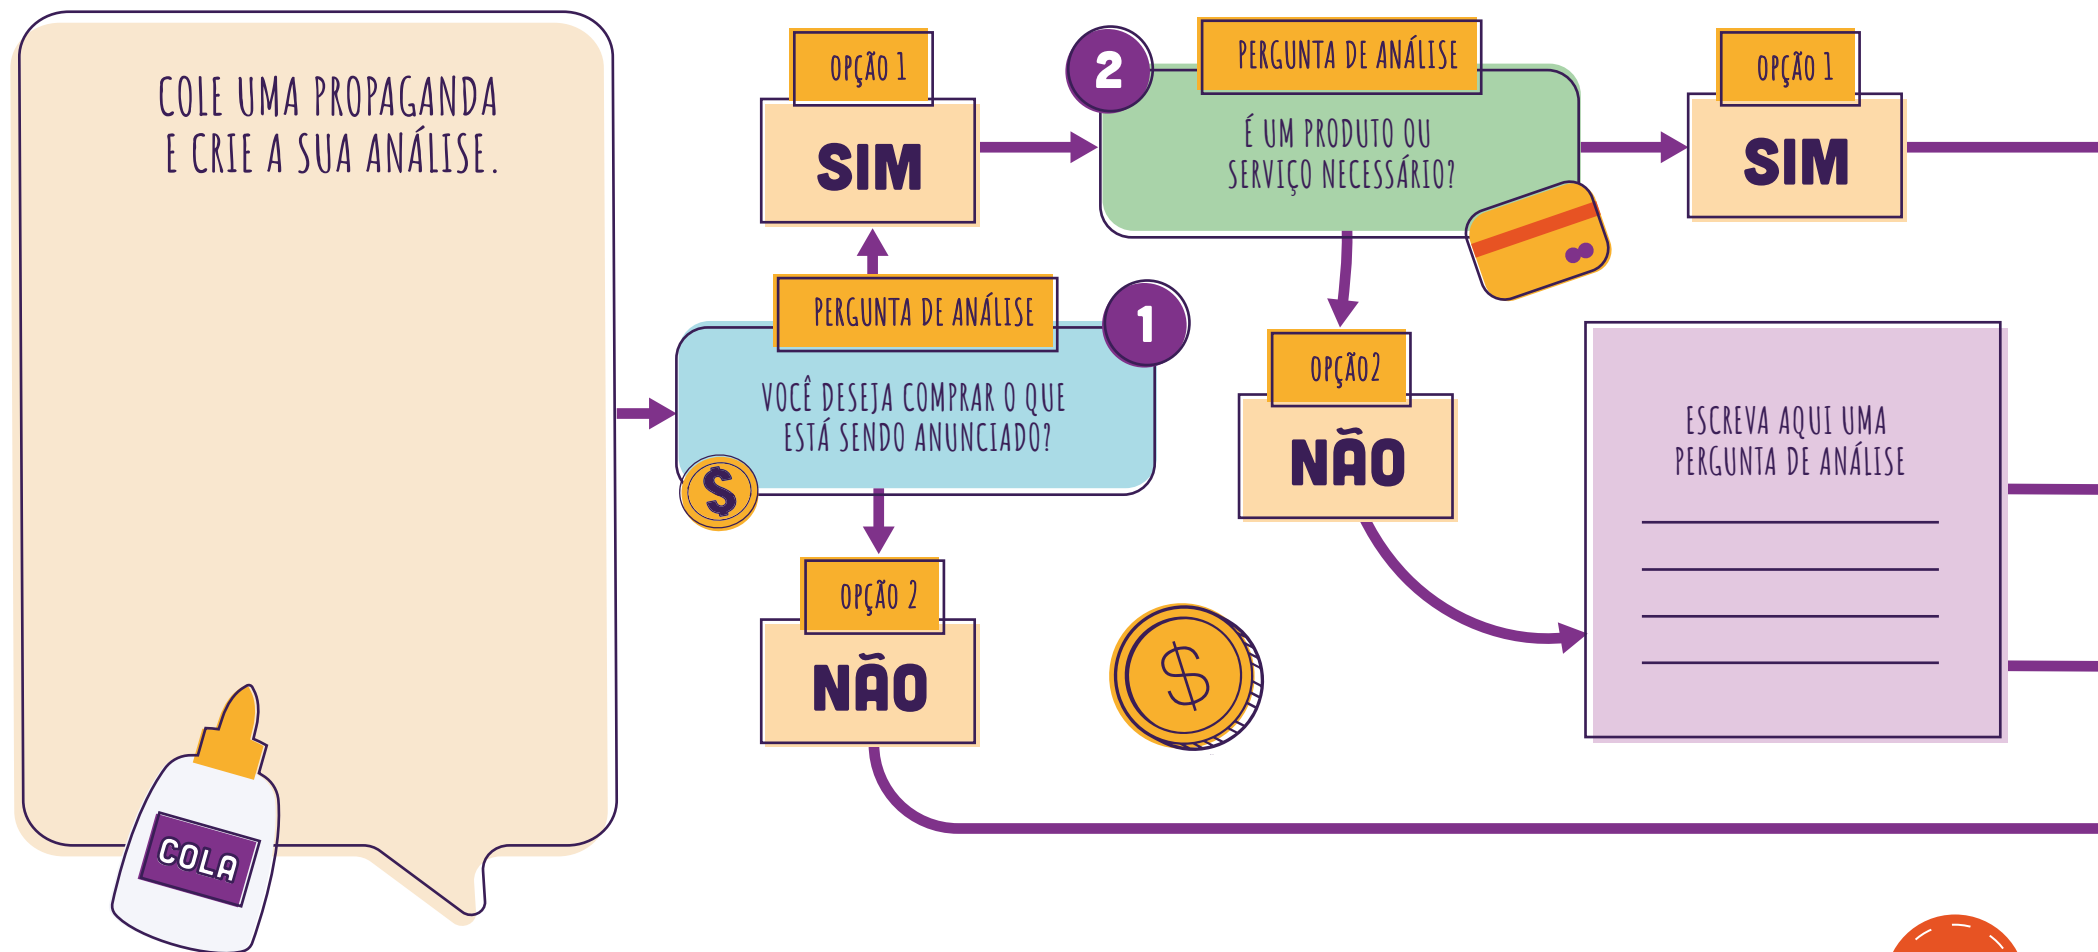 COLE UMA PROPAGANDA
E CRIE A SUA ANÁLISE.
COLA
PERGUNTA DE ANÁLISE
1
VOCÊ DESEJA COMPRAR O QUE
ESTÁ SENDO ANUNCIADO?
$
OPÇÃO 1
SIM
OPÇÃO 2
NÃO
2
PERGUNTA DE ANÁLISE
É UM PRODUTO OU
SERVIÇO NECESSÁRIO?
OPÇÃO 1
SIM
OPÇÃO2
NÃO
$
ESCREVA AQUI UMA
PERGUNTA DE ANÁLISE